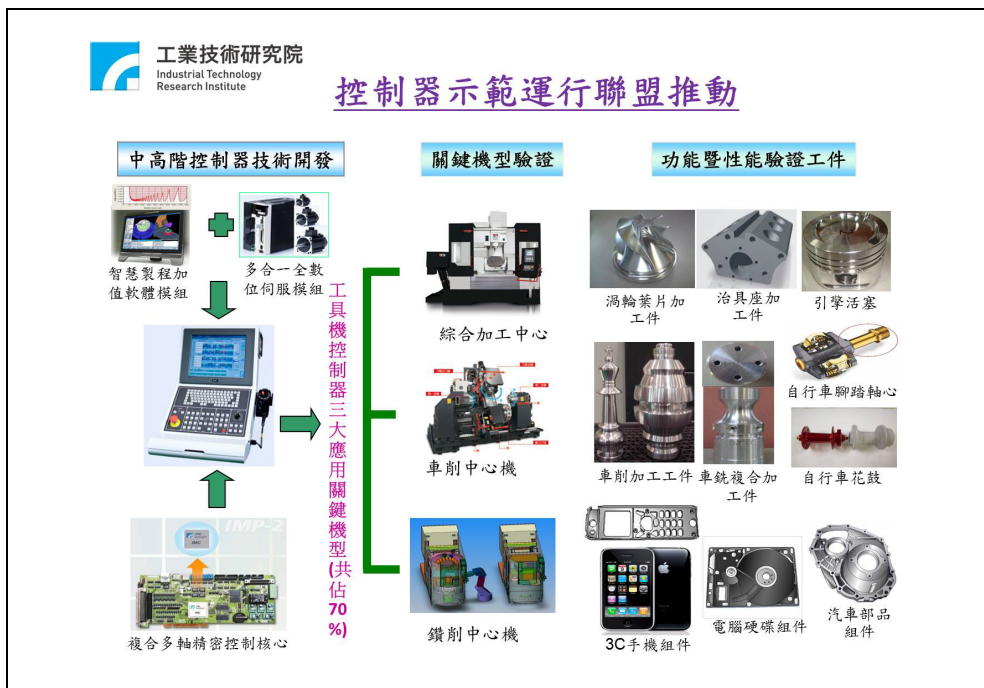 工業技術研究院
Industrial Technology
Research Institute
控制器示範運行聯盟推動
中高階控制器技術開發
關鍵機型驗證
功能暨性能驗證工件
智慧製程加
值軟體模組
多合一全數
位伺服模組
工具機控制器三大應用關鍵機型(共佔70%)
IMP-2
IMC
複合多軸精密控制核心
綜合加工中心
車削中心機
鑽削中心機
渦輪葉片加
工件
治具座加
工件
引擎活塞
自行車腳踏軸心
車削加工工件
車銑複合加
工件
自行車花鼓
3C手機組件
電腦硬碟組件
汽車部品
組件